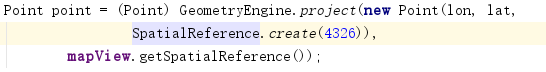 Point point = (Point) GeometryEngine.project(new Point(lon, lat,
SpatialReference.create(4326)),
mapView.getSpatialReference());